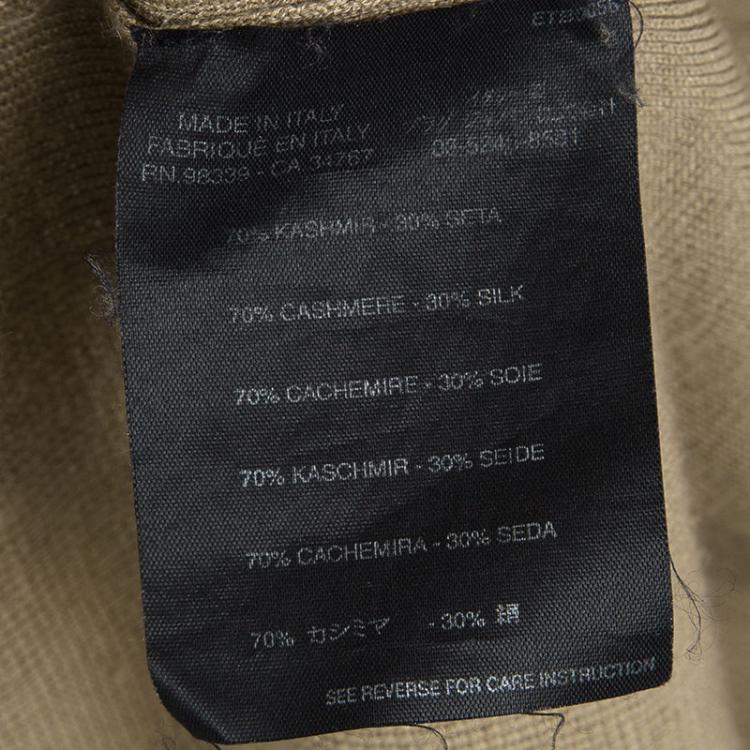 MADE IN ITALY
FABRIQUÉ EN ITALY
RN.98339 - CA 34767
70% KASHMIR - 30% SETA
70% CASHMERE - 30% SILK
70% CACHEMIRE - 30% SOIE
70% KASCHMIR - 30% SEIDE
70% CACHEMIRA - 30% SEDA
70% カシミマ - 30% 絹
SEE REVERSE FOR CARE INSTRUCTION